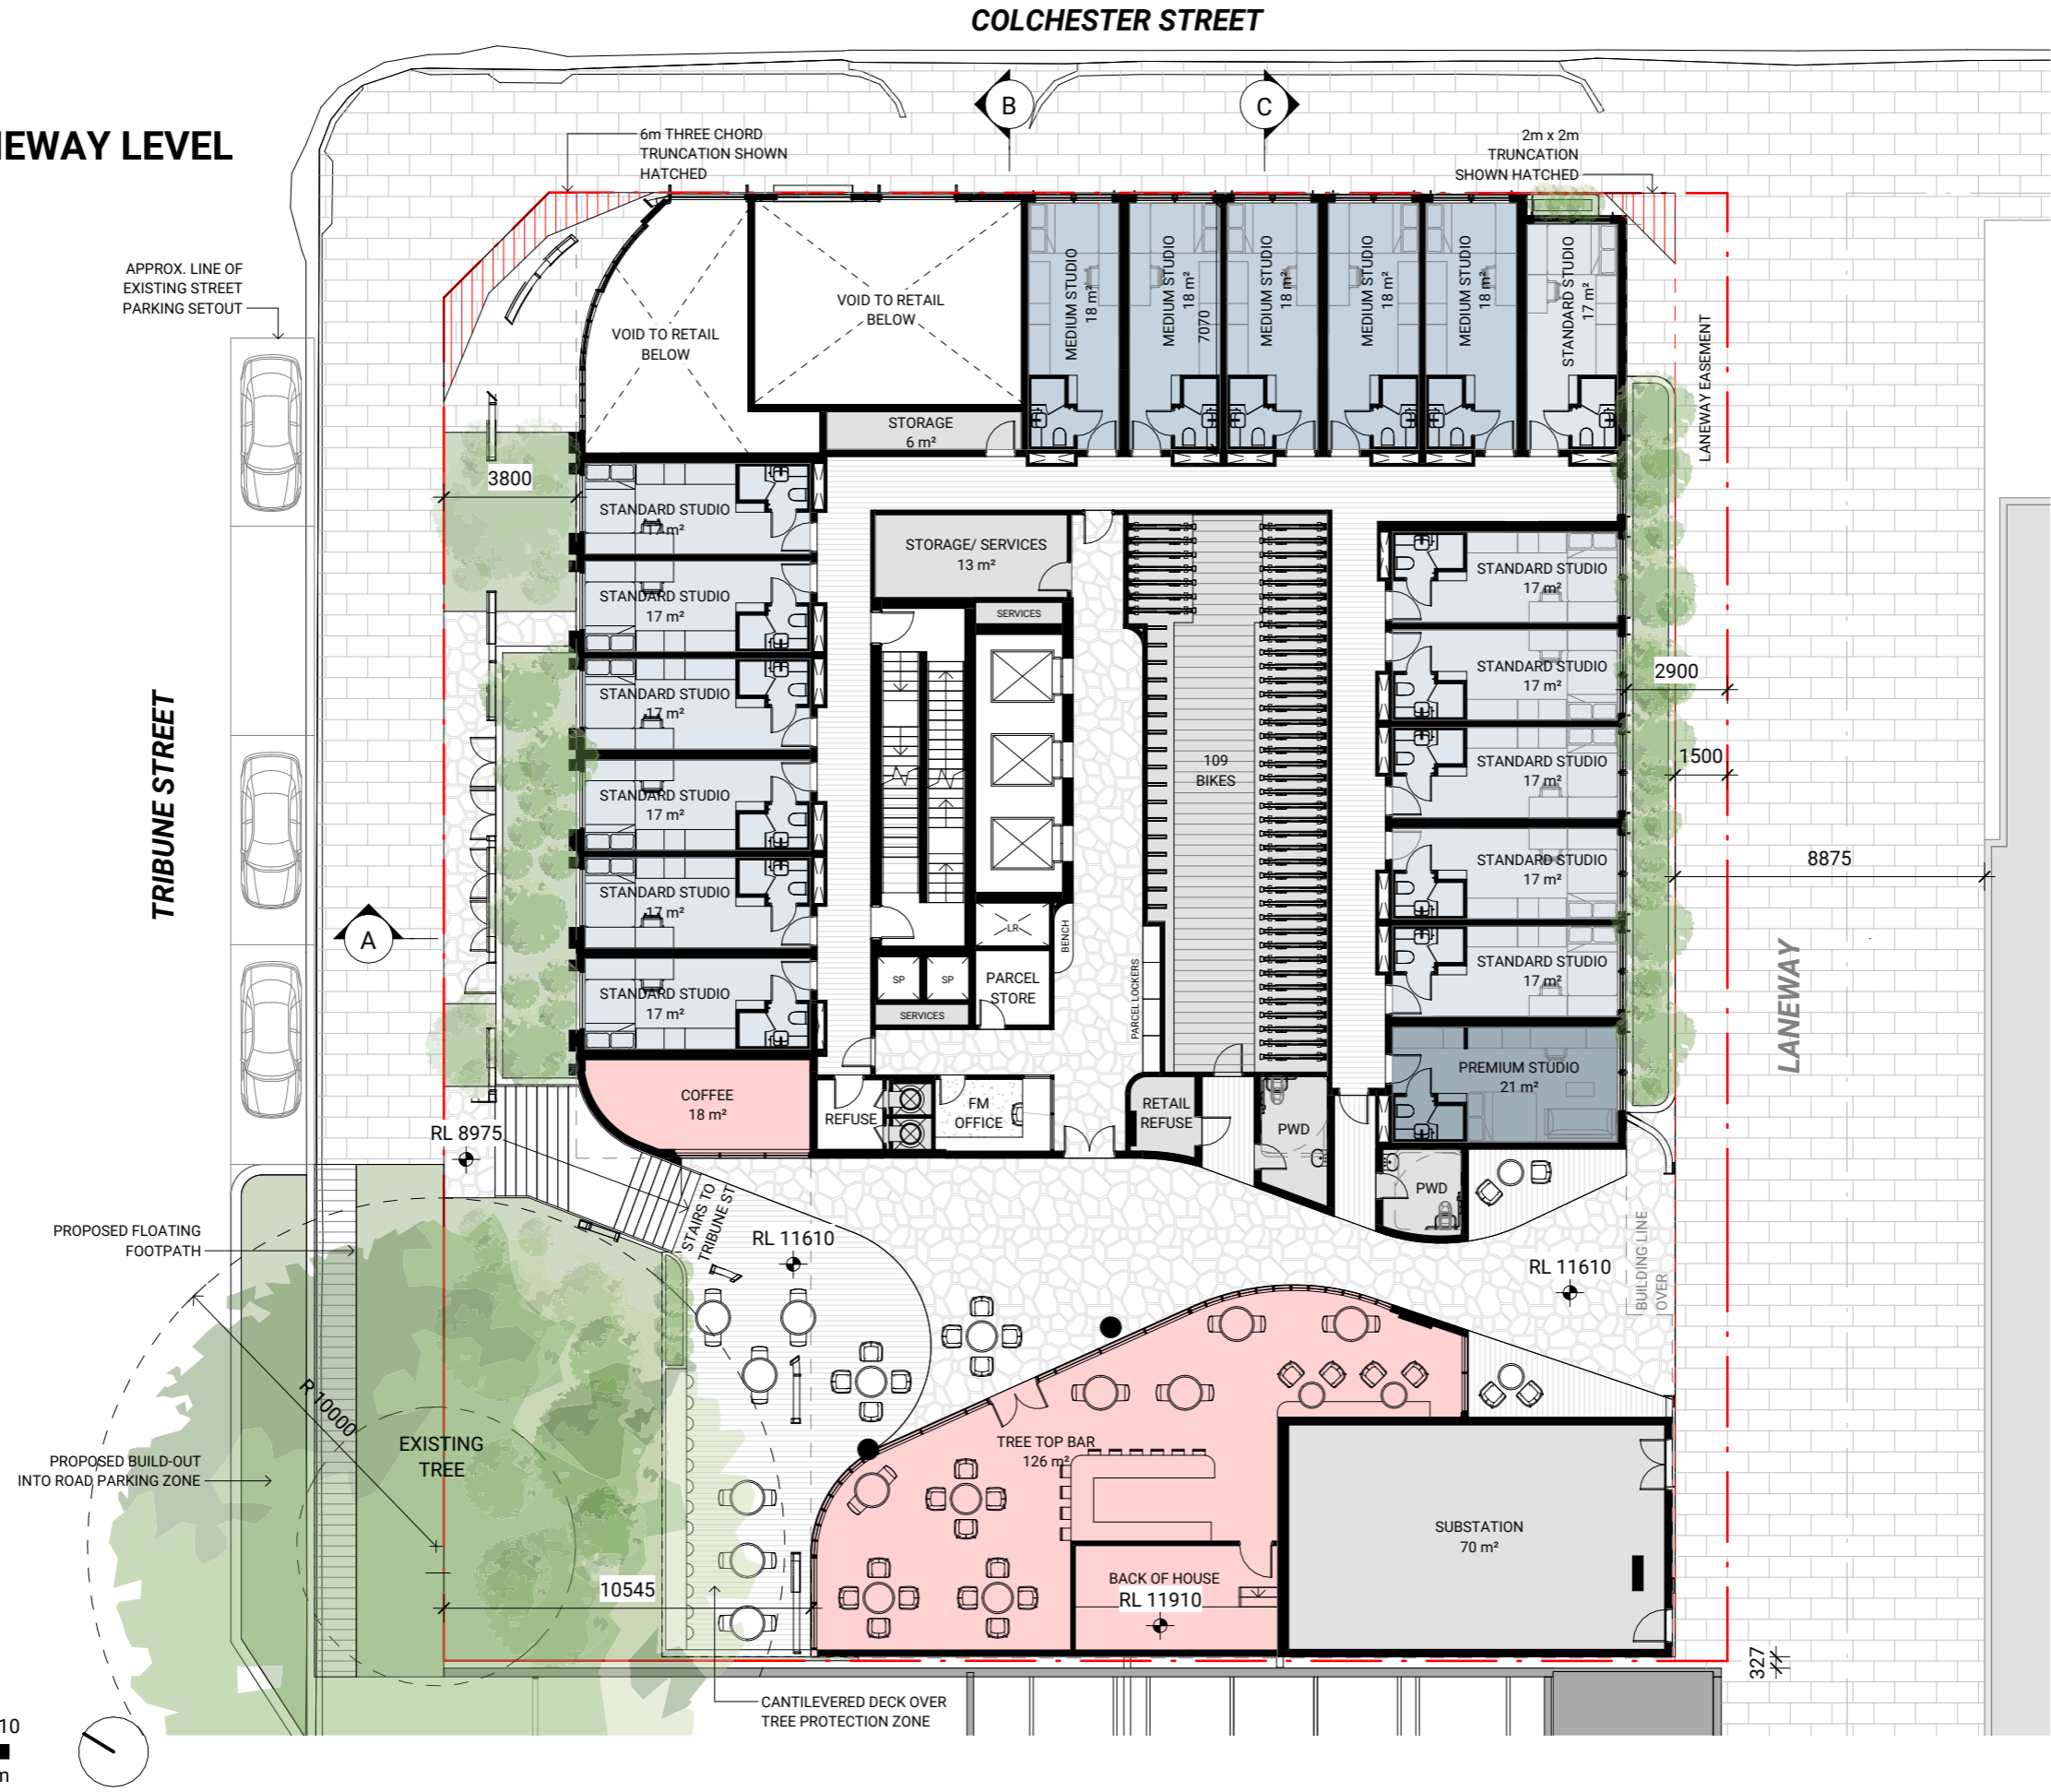 COLCHESTER STREET
EWAY LEVEL
B
C
6m THREE CHORD
TRUNCATION SHOWN
HATCHED
2m x 2m
TRUNCATION
SHOWN HATCHED
APPROX. LINE OF
EXISTING STREET
PARKING SETOUT
VOID TO RETAIL
BELOW
VOID TO RETAIL
BELOW
MEDIUM STUDIO
18 m²
MEDIUM STUDIO
18 m²
7070
MEDIUM STUDIO
18 m²
MEDIUM STUDIO
18 m²
MEDIUM STUDIO
18 m²
STANDARD STUDIO
17 m²
LANEWAY EASEMENT
STORAGE
6 m²
3800
STANDARD STUDIO
17 m²
STANDARD STUDIO
17 m²
STANDARD STUDIO
17 m²
STANDARD STUDIO
17 m²
STANDARD STUDIO
17 m²
STANDARD STUDIO
17 m²
STORAGE/ SERVICES
13 m²
SERVICES
109
BIKES
STANDARD STUDIO
17 m²
STANDARD STUDIO
17 m²
STANDARD STUDIO
17 m²
STANDARD STUDIO
17 m²
STANDARD STUDIO
17 m²
PREMIUM STUDIO
21 m²
2900
1500
8875
TRIBUNE STREET
LANEWAY
A
LR
BENCH
SP
SP
PARCEL
STORE
SERVICES
PARCEL LOCKERS
COFFEE
18 m²
REFUSE
FM
OFFICE
RETAIL
REFUSE
PWD
PWD
RL 8975
STAIRS TO
TRIBUNE ST
RL 11610
RL 11610
BUILDING LINE
OVER
PROPOSED FLOATING
FOOTPATH
R 10000
EXISTING
TREE
PROPOSED BUILD-OUT
INTO ROAD PARKING ZONE
TREE TOP BAR
126 m²
SUBSTATION
70 m²
BACK OF HOUSE
RL 11910
10545
327
CANTILEVERED DECK OVER
TREE PROTECTION ZONE
10
m